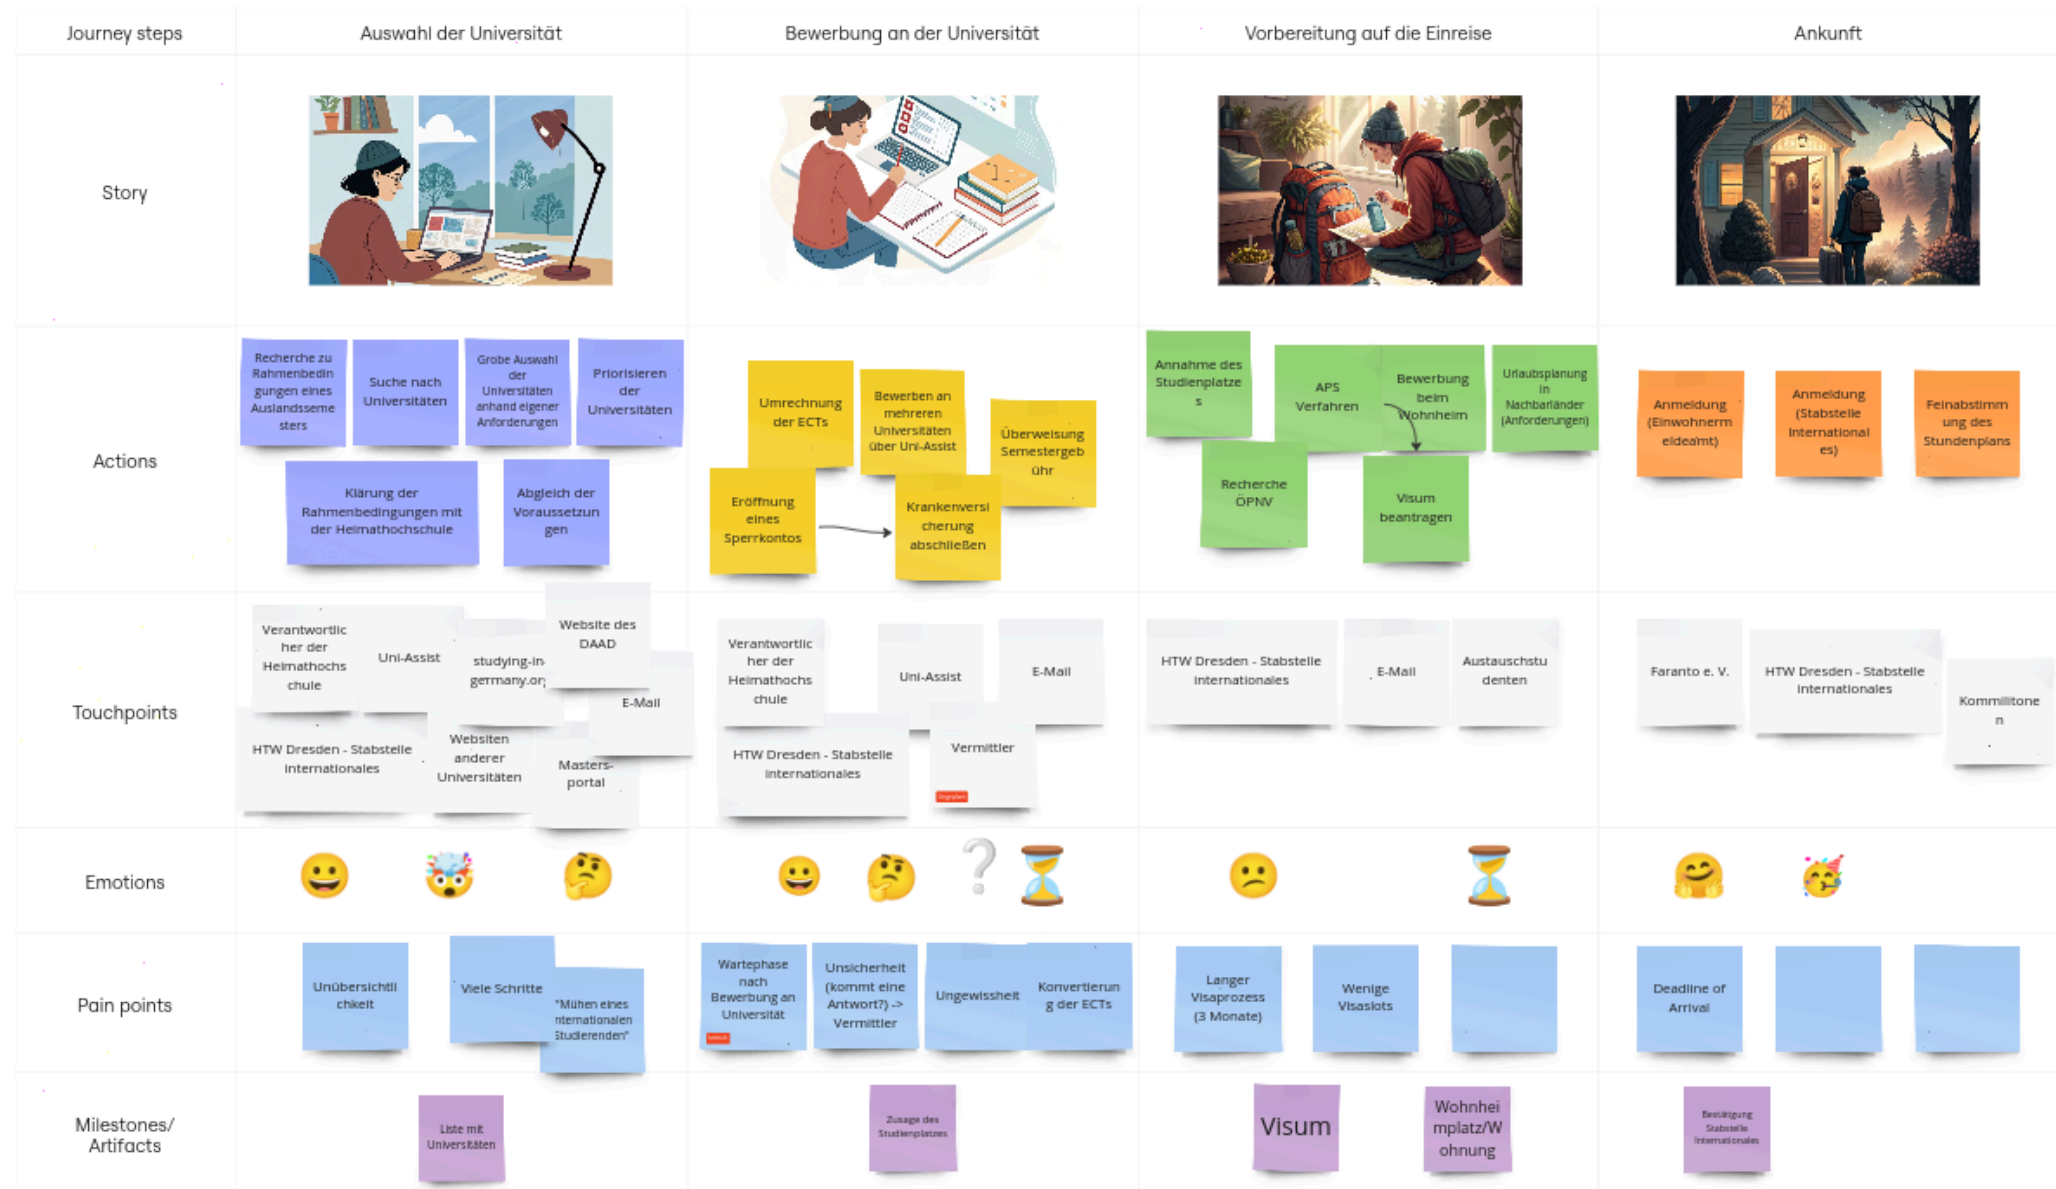 Journey steps
Auswahl der Universität
Bewerbung an der Universität
Vorbereitung auf die Einreise
Ankunft
Story
Actions
Recherche zu
Rahmenbedin
gungen eines
Auslandsseme
sters
Suche nach
Universitäten
Grobe Auswahl
der
Universitäten
anhand eigener
Anforderungen
Priorisieren
der
Universitäten
Klärung der
Rahmenbedingungen mit
der Heimathochschule
Abgleich der
Voraussetzun
gen
Umrechnung
der ECTs
Bewerben an
mehreren
Universitäten
über Uni-Assist
Überweisung
Semestergeb
ühr
Eröffnung
eines
Sperrkontos
Krankenversi
cherung
abschließen
Annahme des
Studienplatze
s
APS
Verfahren
Bewerbung
beim
Wohnheim
Urlaubsplanung
in
Nachbarländer
(Anforderungen)
Recherche
ÖPNV
Visum
beantragen
Anmeldung
(Einwohnerm
eldeamt)
Anmeldung
(Stabstelle
International
es)
Feinabstimm
ung des
Stundenplans
Touchpoints
Verantwortlic
her der
Heimathochs
chule
Uni-Assist
studying-in-
germany.org
Website des
DAAD
E-Mail
HTW Dresden - Stabstelle
Internationales
Websiten
anderer
Universitäten
Masters-
portal
Verantwortlic
her der
Heimathochs
chule
Uni-Assist
E-Mail
HTW Dresden - Stabstelle
Internationales
Vermittler
HTW Dresden - Stabstelle
Internationales
E-Mail
Austauschstu
denten
Faranto e. V.
HTW Dresden - Stabstelle
Internationales
Kommilitone
n
Emotions
Pain points
Unübersichtli
chkeit
Viele Schritte
"Mühen eines
nternationalen
Studierenden"
Wartephase
nach
Bewerbung an
Universität
Unsicherheit
(kommt eine
Antwort?) ->
Vermittler
Ungewissheit
Konvertierun
g der ECTs
Langer
Visaprozess
(3 Monate)
Wenige
Visaslots
Deadline of
Arrival
Milestones/
Artifacts
Liste mit
Universitäten
Zusage des
Studienplatzes
Visum
Wohnhei
mplatz/W
ohnung
Bestätigung
Stabstelle
Internationales